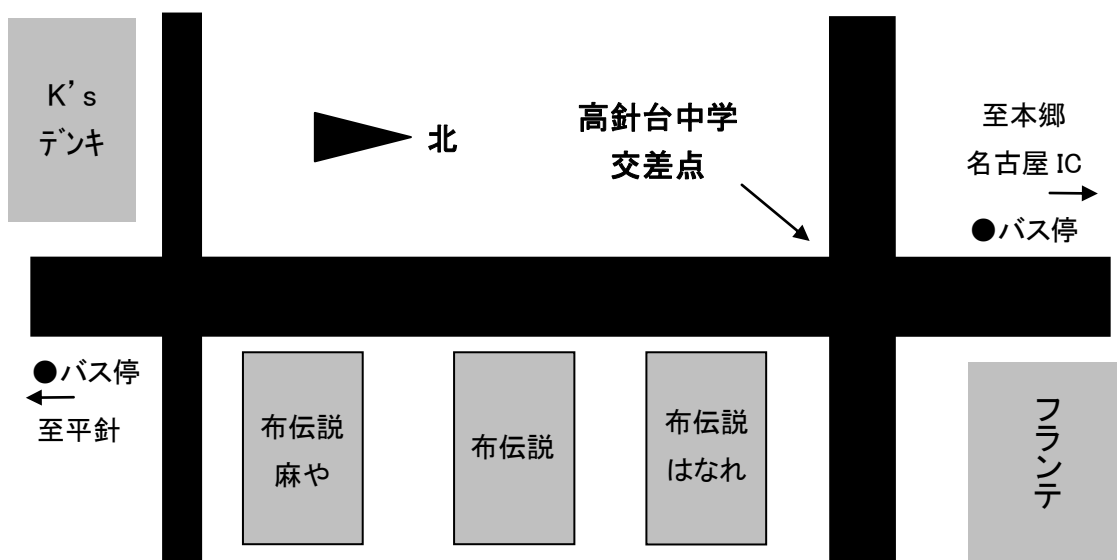 K's
デンキ
北
高針台中学
交差点
至本郷
名古屋 IC
●バス停
●バス停
至平針
布伝説
麻や
布伝説
布伝説
はなれ
フランテ